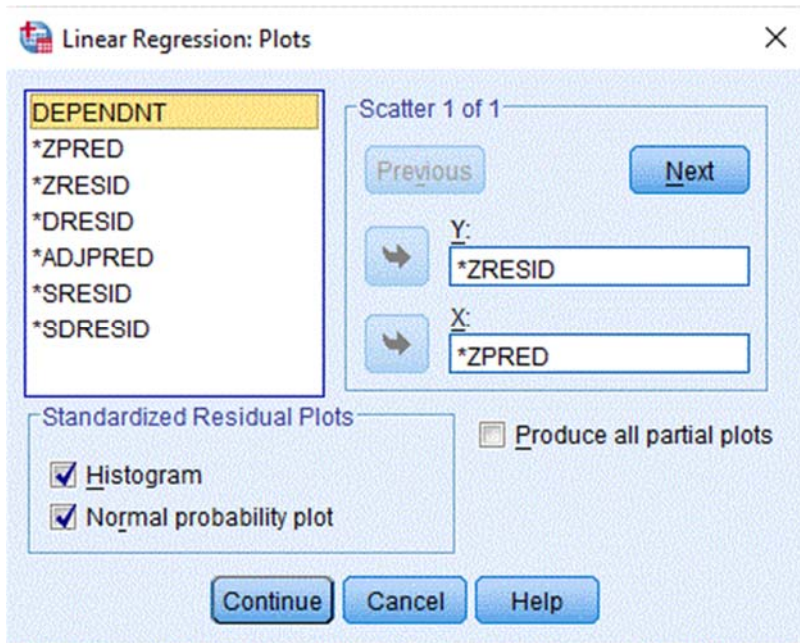 Linear Regression: Plots
DEPENDNT
*ZPRED
*ZRESID
*DRESID
*ADJPRED
*SRESID
*SDRESID
Scatter 1 of 1
Previous
Next
Y:
*ZRESID
X:
*ZPRED
Standardized Residual Plots
Histogram
Normal probability plot
Produce all partial plots
Continue
Cancel
Help